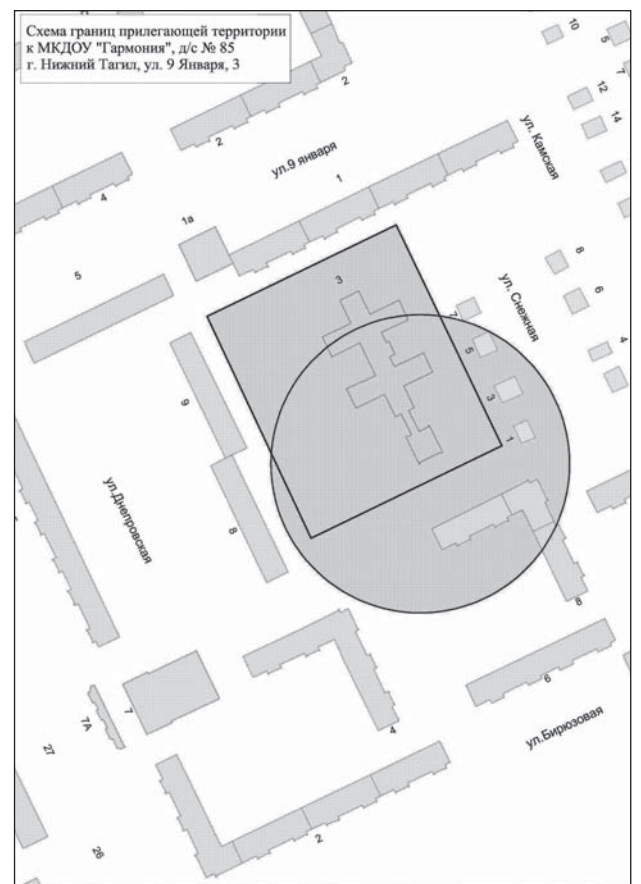 Схема границ прилегающей территории
к МКДОУ "Гармония", д/с № 85
г. Нижний Тагил, ул. 9 Января, 3
10
5
7
2
12
14
2
ул.9 января
ул. Камская
1
4
1а
5
8
6
3
ул. Снежная
7
5
4
9
3
1
ул.Днепровская
8
8
6
7
7А
4
27
ул.Бирюзовая
2
26